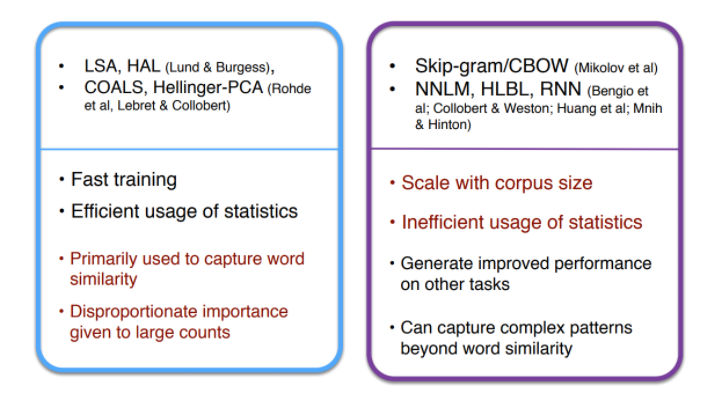 • LSA, HAL (Lund & Burgess),
• COALS, Hellinger-PCA (Rohde
et al, Lebret & Collobert)
• Fast training
• Efficient usage of statistics
• Primarily used to capture word
similarity
• Disproportionate importance
given to large counts
• Skip-gram/CBOW (Mikolov et al)
• NNLM, HLBL, RNN (Bengio et
al; Collobert & Weston; Huang et al; Mnih
& Hinton)
• Scale with corpus size
• Inefficient usage of statistics
• Generate improved performance
on other tasks
• Can capture complex patterns
beyond word similarity